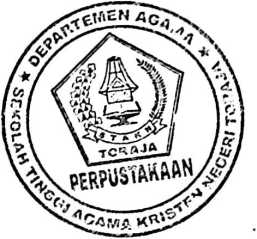 DEPARTEMEN AGAMA
STAKN
TORAJA
PERPUSTAKAAN
SEKOLAH TINGGI AGAMA KRISTEN NEGERI TORAJA